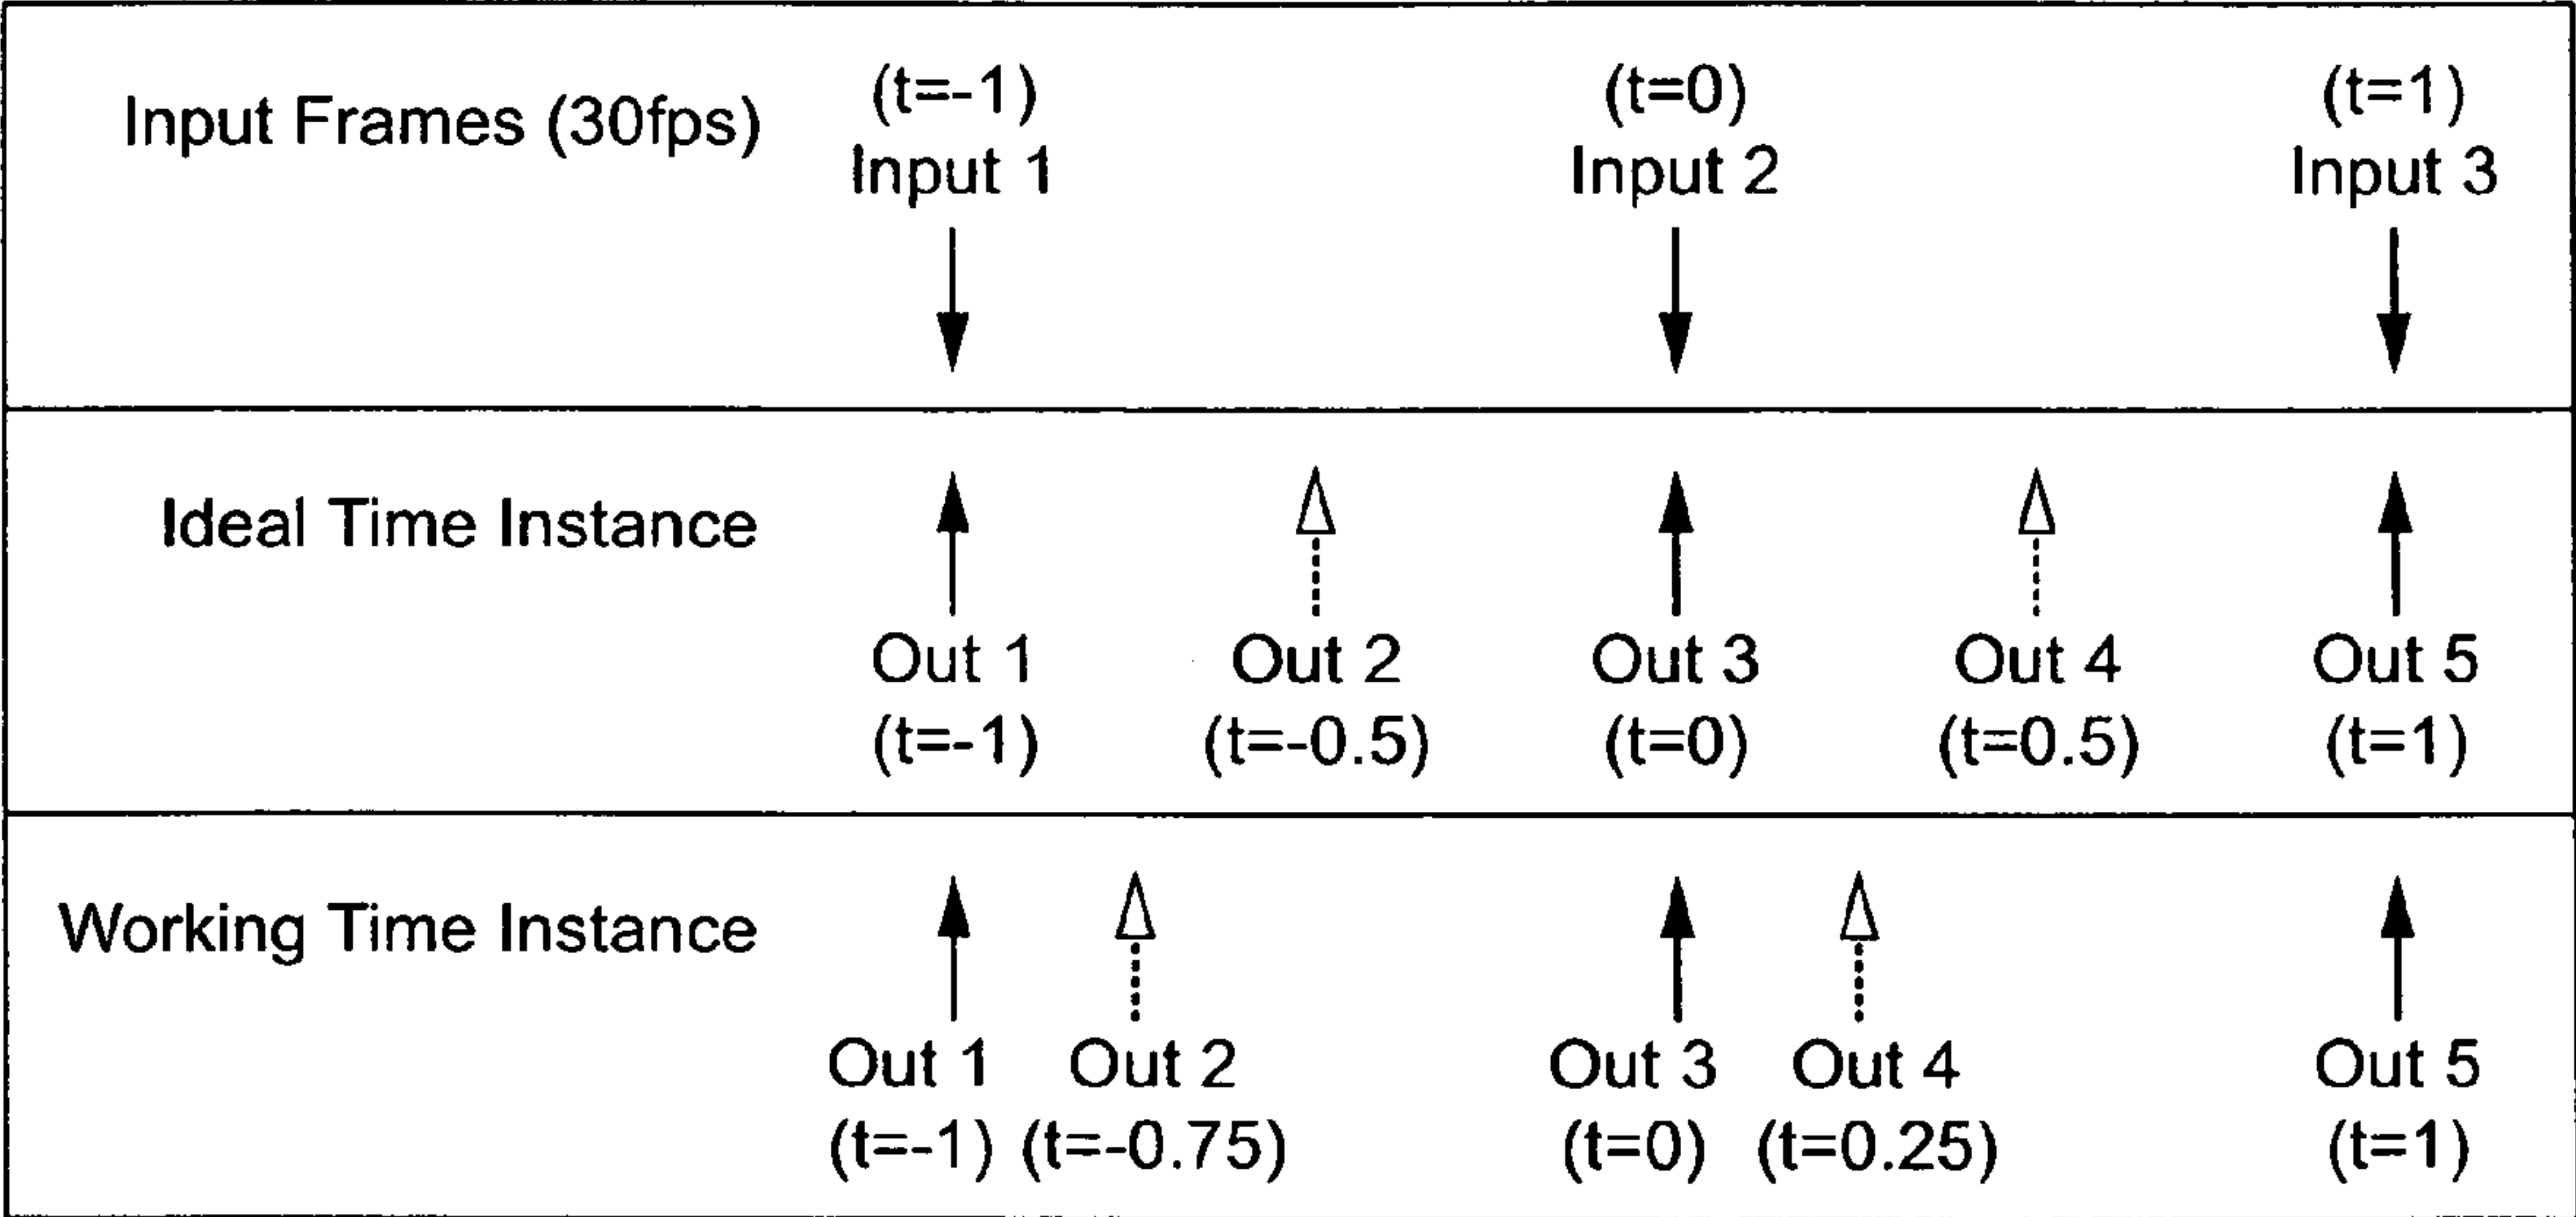 (t=-1) (t=0) (t=1)
Input Frames (30fps)
Input 1 Input 2 Input 3
Ideal Time Instance
Out 1 Out 2 Out 3 Out 4 Out 5
(t=-1) (t=-0.5) (t=0) (t=0.5) (t=1)
Working Time Instance
Out 1 Out 2 Out 3 Out 4 Out 5
(t=-1) (t=-0.75) (t=0) (t=0.25) (t=1)